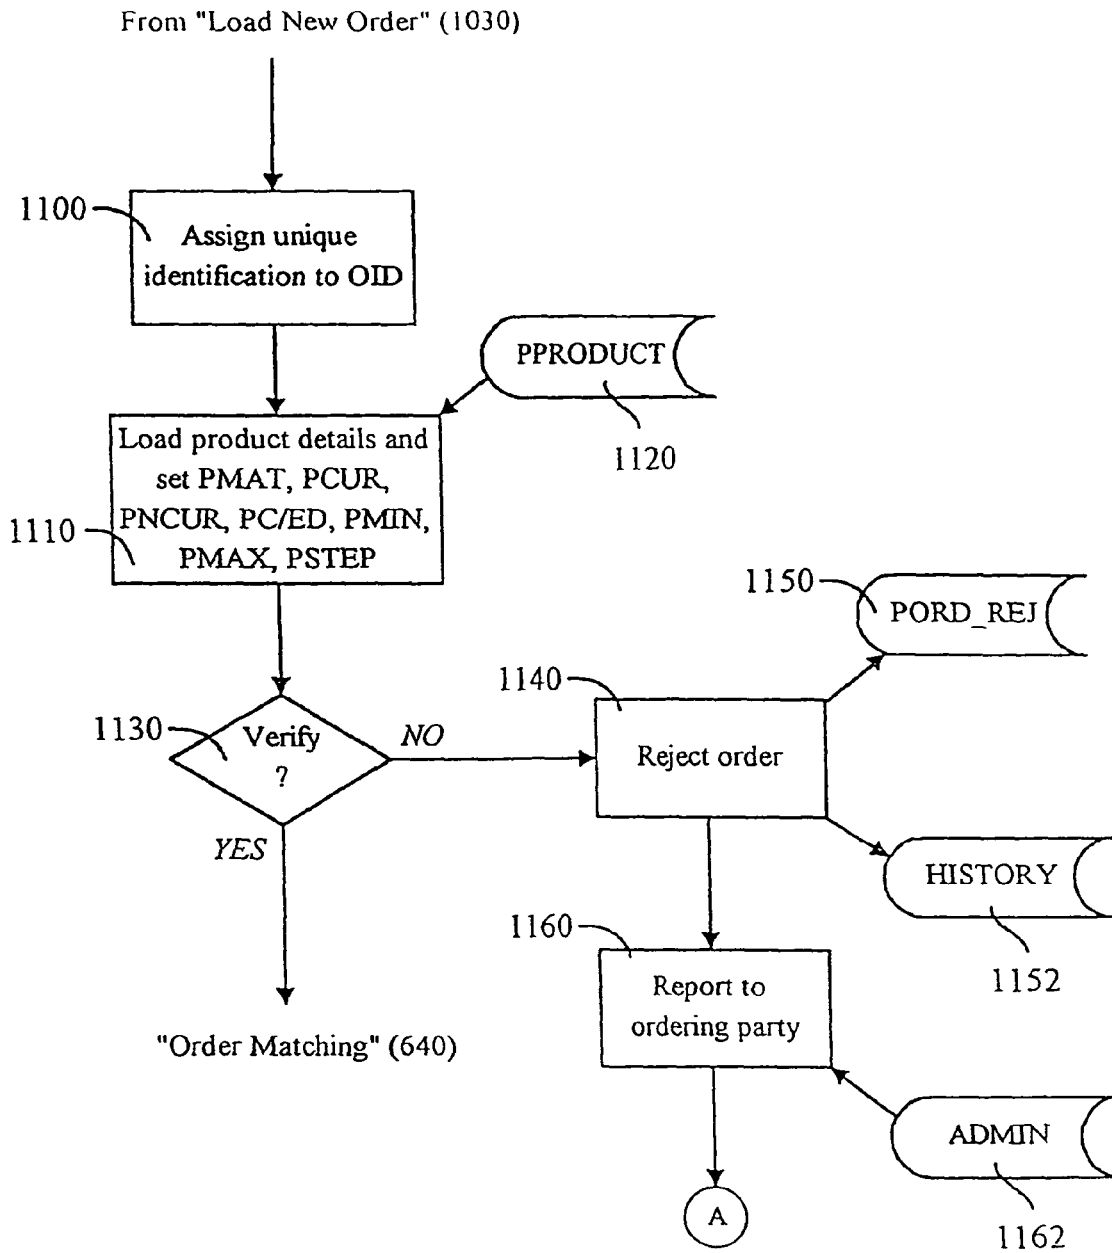 From "Load New Order" (1030)
1100
Assign unique
identification to OID
PPRODUCT
1120
Load product details and
set PMAT, PCUR,
PNCUR, PC/ED, PMIN,
PMAX, PSTEP
1110
1150
PORD_REJ
1140
Reject order
1130
Verify
?
NO
YES
HISTORY
1152
1160
Report to
ordering party
"Order Matching" (640)
ADMIN
1162
A